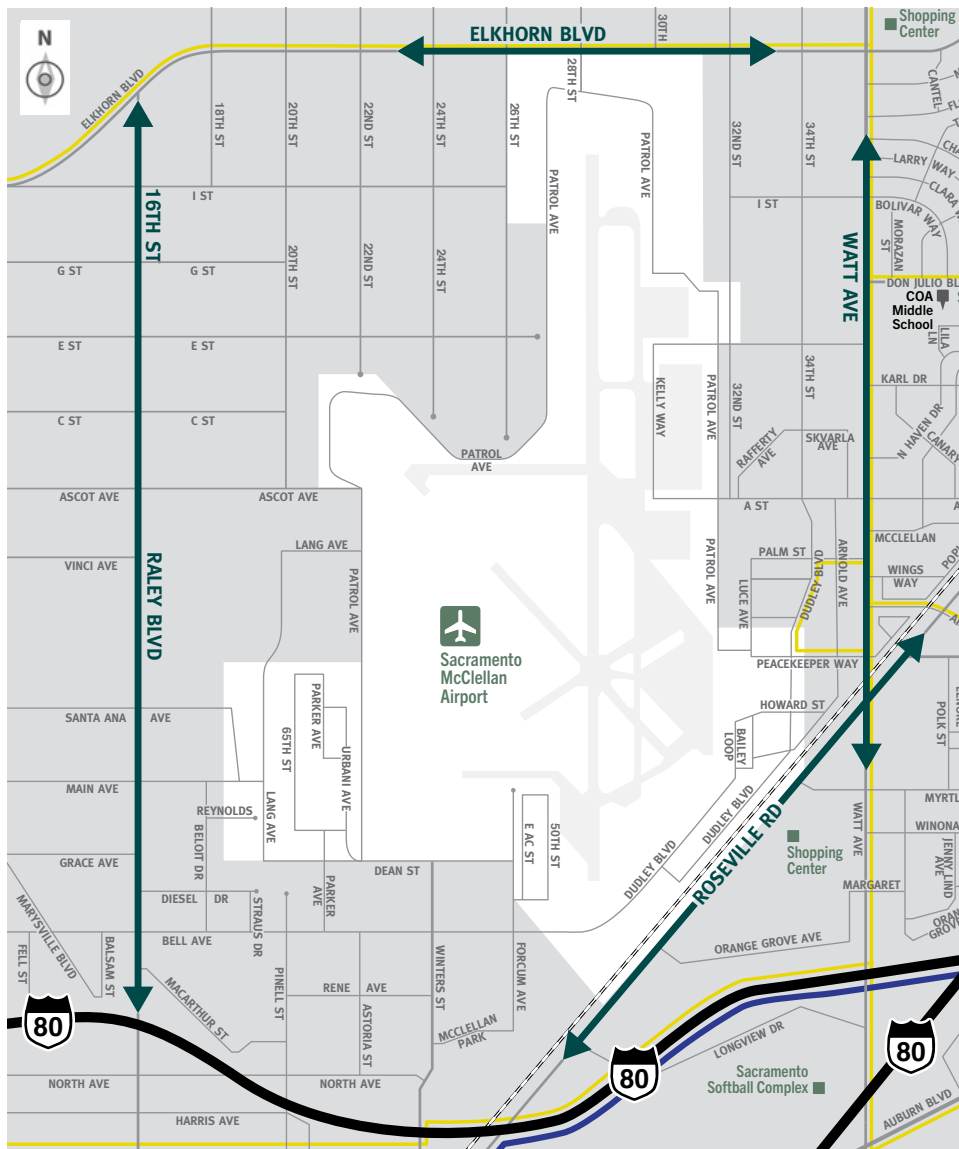 N
ELKHORN BLVD
Shopping
Center
30TH
ELKHORN BLVD
28TH ST
CANTEL
18TH ST
20TH ST
22ND ST
24TH ST
26TH ST
PATROL AVE
32ND ST
34TH ST
LARRY WAY
PATROL AVE
I ST
I ST
BOLIVAR WAY
MORAZAN
ST
16TH ST
WATT AVE
G ST
G ST
20TH ST
22ND ST
24TH ST
DON JULIO BL
COA
Middle
School
LILA
LN
E ST
E ST
34TH ST
KELLY WAY
PATROL AVE
32ND ST
KARL DR
C ST
C ST
N HAVEN DR
CANARY
RAFFERTY
AVE
SKVARLA
AVE
PATROL
AVE
ASCOT AVE
ASCOT AVE
A ST
A
LANG AVE
PATROL AVE
PATROL AVE
PALM ST
DUDLEY BLVD
ARNOLD AVE
MCCLELLAN
VINCI AVE
RALEY BLVD
WINGS
WAY
POPL
LUCE AVE
Sacramento
McClellan
Airport
PEACEKEEPER WAY
SANTA ANA AVE
65TH ST
PARKER AVE
URBANI AVE
HOWARD ST
BAILEY
LOOP
POLK ST
MAIN AVE
LANG AVE
REYNOLDS
BELOIT DR
DUDLEY BLVD
MYRTL
ROSEVILLE RD
WATT AVE
WINONA
E AC ST
50TH ST
Shopping
Center
JENNY LIND
AVE
GRACE AVE
DEAN ST
DUDLEY BLVD
MARGARET
MARYSVILLE BLVD
DIESEL DR
STRAUS DR
PARKER
AVE
ORAN
GROVE
FELL ST
BALSAM ST
BELL AVE
WINTERS ST
FORCUM AVE
ORANGE GROVE AVE
MACARTHUR ST
PINELL ST
RENE AVE
80
ASTORIA ST
MCCLELLAN
PARK
LONGVIEW DR
80
80
NORTH AVE
NORTH AVE
Sacramento
Softball Complex
HARRIS AVE
AUBURN BLVD